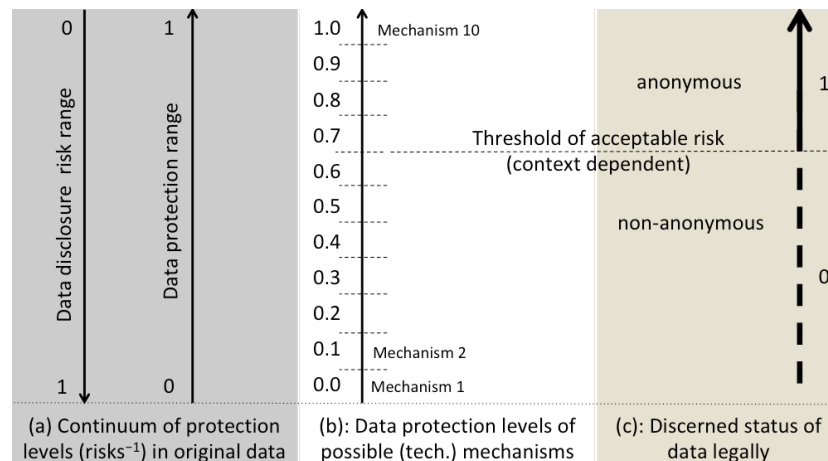 0
1
Data disclosure risk range
Data protection range
1
0
(a) Continuum of protection
levels (risks⁻¹) in original data
1.0
0.9
0.8
0.7
0.6
0.5
0.4
0.3
0.2
0.1
0.0
Mechanism 10
Mechanism 2
Mechanism 1
Threshold of acceptable risk
(context dependent)
(b): Data protection levels of
possible (tech.) mechanisms
anonymous
1
non-anonymous
0
(c): Discerned status of
data legally